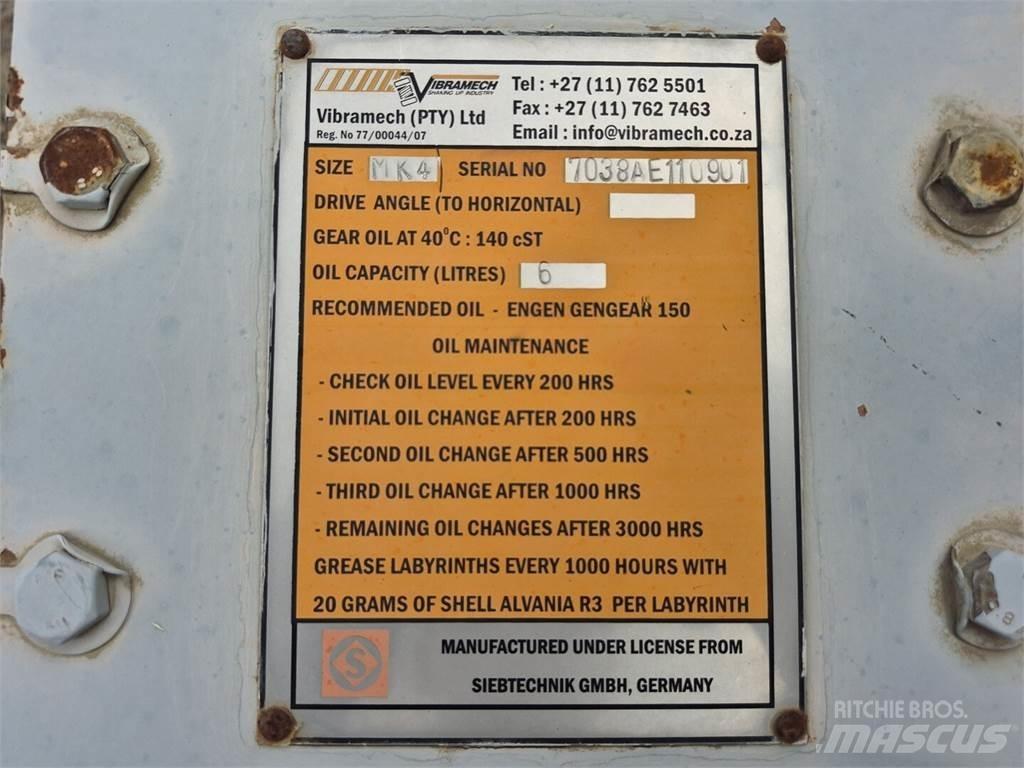 VIBRAMECH
SHAKING UP INDUSTRY
Vibramech (PTY) Ltd
Reg. No 77/00044/07
Tel : +27 (11) 762 5501
Fax : +27 (11) 762 7463
Email : info@vibramech.co.za
SIZE MK4 SERIAL NO 7038AE110901
DRIVE ANGLE (TO HORIZONTAL)
GEAR OIL AT 40°C : 140 cST
OIL CAPACITY (LITRES) 6
RECOMMENDED OIL - ENGEN GENGEAR 150
OIL MAINTENANCE
- CHECK OIL LEVEL EVERY 200 HRS
- INITIAL OIL CHANGE AFTER 200 HRS
- SECOND OIL CHANGE AFTER 500 HRS
- THIRD OIL CHANGE AFTER 1000 HRS
- REMAINING OIL CHANGES AFTER 3000 HRS
GREASE LABYRINTHS EVERY 1000 HOURS WITH
20 GRAMS OF SHELL ALVANIA R3 PER LABYRINTH
S
MANUFACTURED UNDER LICENSE FROM
SIEBTECHNIK GMBH, GERMANY
RITCHIE BROS.
MASCUS